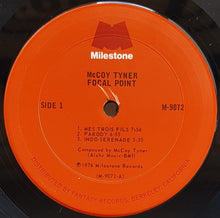 Milestone
McCOY TYNER
FOCAL POINT
SIDE 1
M-9072
1. MES TROIS FILS 7:56
2. PARODY 6:35
3. INDO-SERENADE 5:35
Composed by McCoy Tyner
(Aisha Music-BMI)
℗ 1976 Milestone Records
(M-9072-A)
DISTRIBUTED BY FANTASY RECORDS, BERKELEY, CALIFORNIA